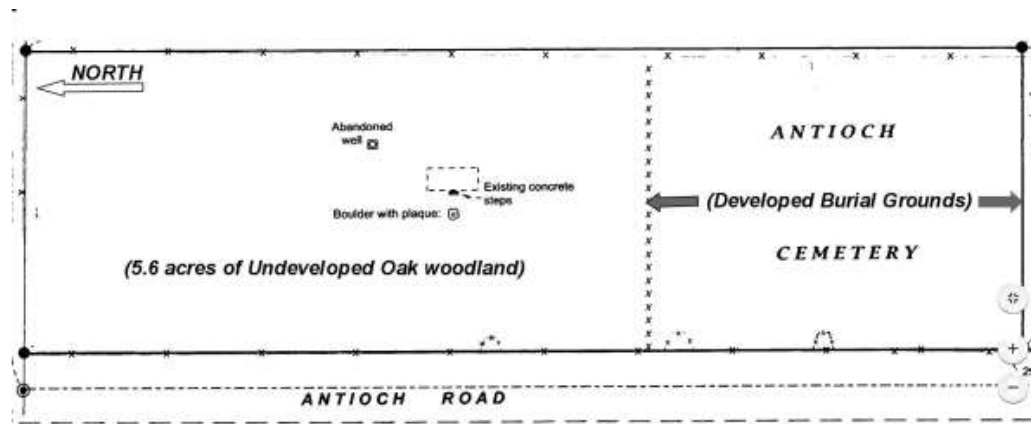 NORTH
Abandoned
well
Existing concrete
steps
Boulder with plaque:
(5.6 acres of Undeveloped Oak woodland)
ANTIOCH
(Developed Burial Grounds)
CEMETERY
ANTIOCH ROAD